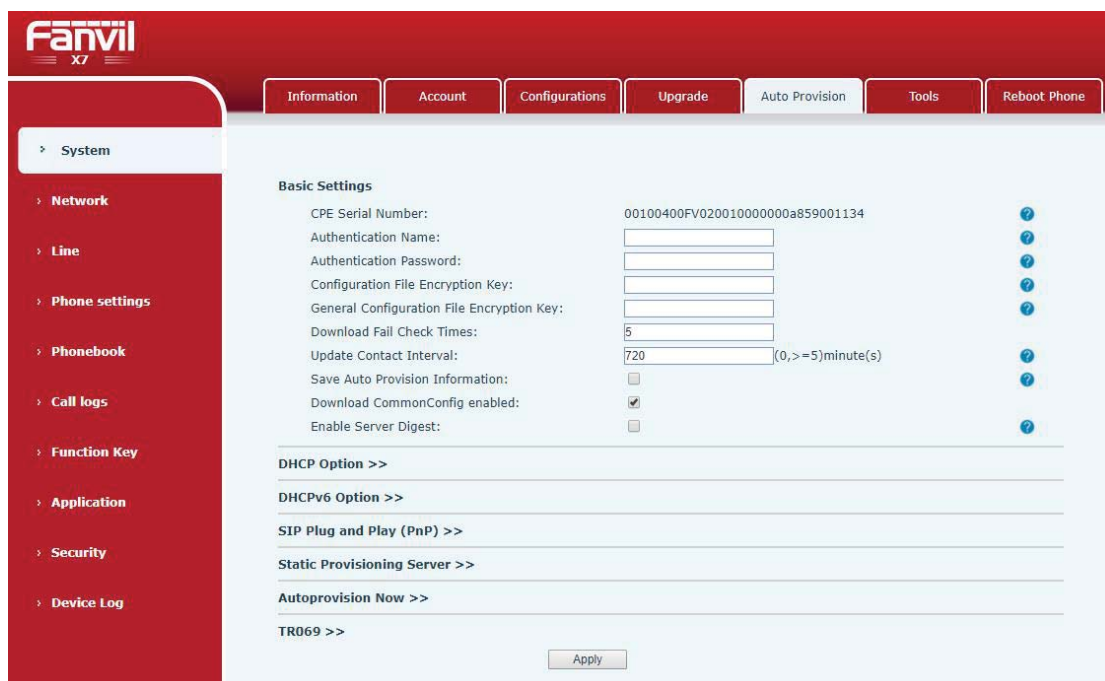 Fanvil
X7
Information Account Configurations Upgrade Auto Provision Tools Reboot Phone
› System
› Network
› Line
› Phone settings
› Phonebook
› Call logs
› Function Key
› Application
› Security
› Device Log
Basic Settings
CPE Serial Number: 00100400FV020010000000a859001134 ?
Authentication Name: ?
Authentication Password: ?
Configuration File Encryption Key: ?
General Configuration File Encryption Key: ?
Download Fail Check Times: 5
Update Contact Interval: 720 (0,>=5)minute(s) ?
Save Auto Provision Information: ?
Download CommonConfig enabled:
Enable Server Digest: ?
DHCP Option >>
DHCPv6 Option >>
SIP Plug and Play (PnP) >>
Static Provisioning Server >>
Autoprovision Now >>
TR069 >>
Apply